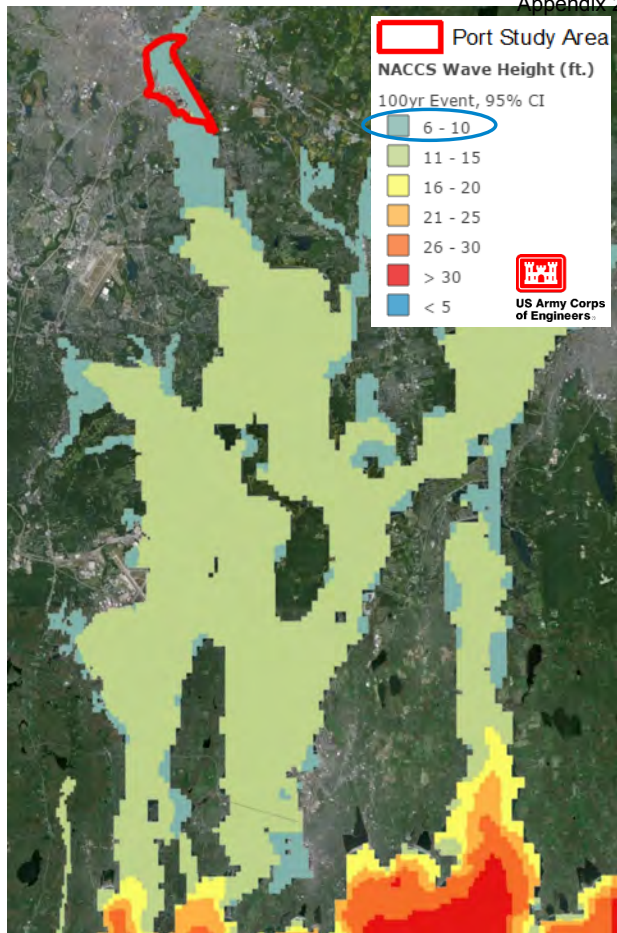 Appendix 2
Port Study Area
NACCS Wave Height (ft.)
100yr Event, 95% CI
6 - 10
11 - 15
16 - 20
21 - 25
26 - 30
> 30
< 5
US Army Corps
of Engineers